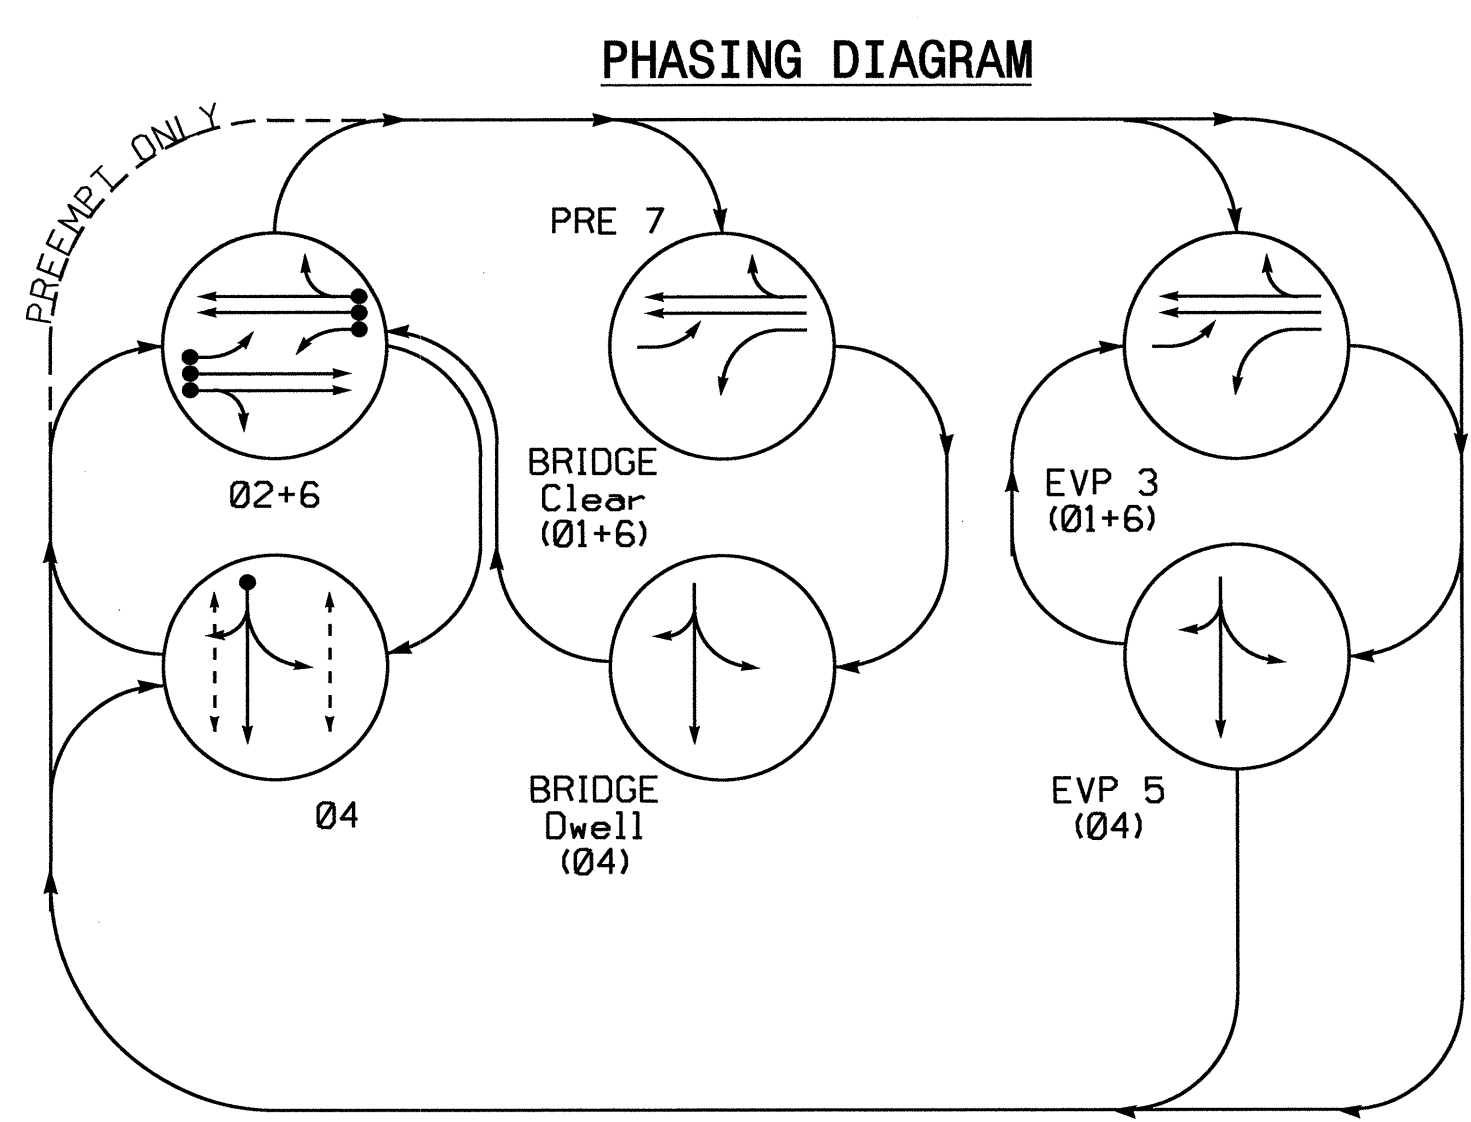 PHASING DIAGRAM
PREEMPT ONLY
PRE 7
Ø2+6
BRIDGE
Clear
(Ø1+6)
EVP 3
(Ø1+6)
Ø4
BRIDGE
Dwell
(Ø4)
EVP 5
(Ø4)